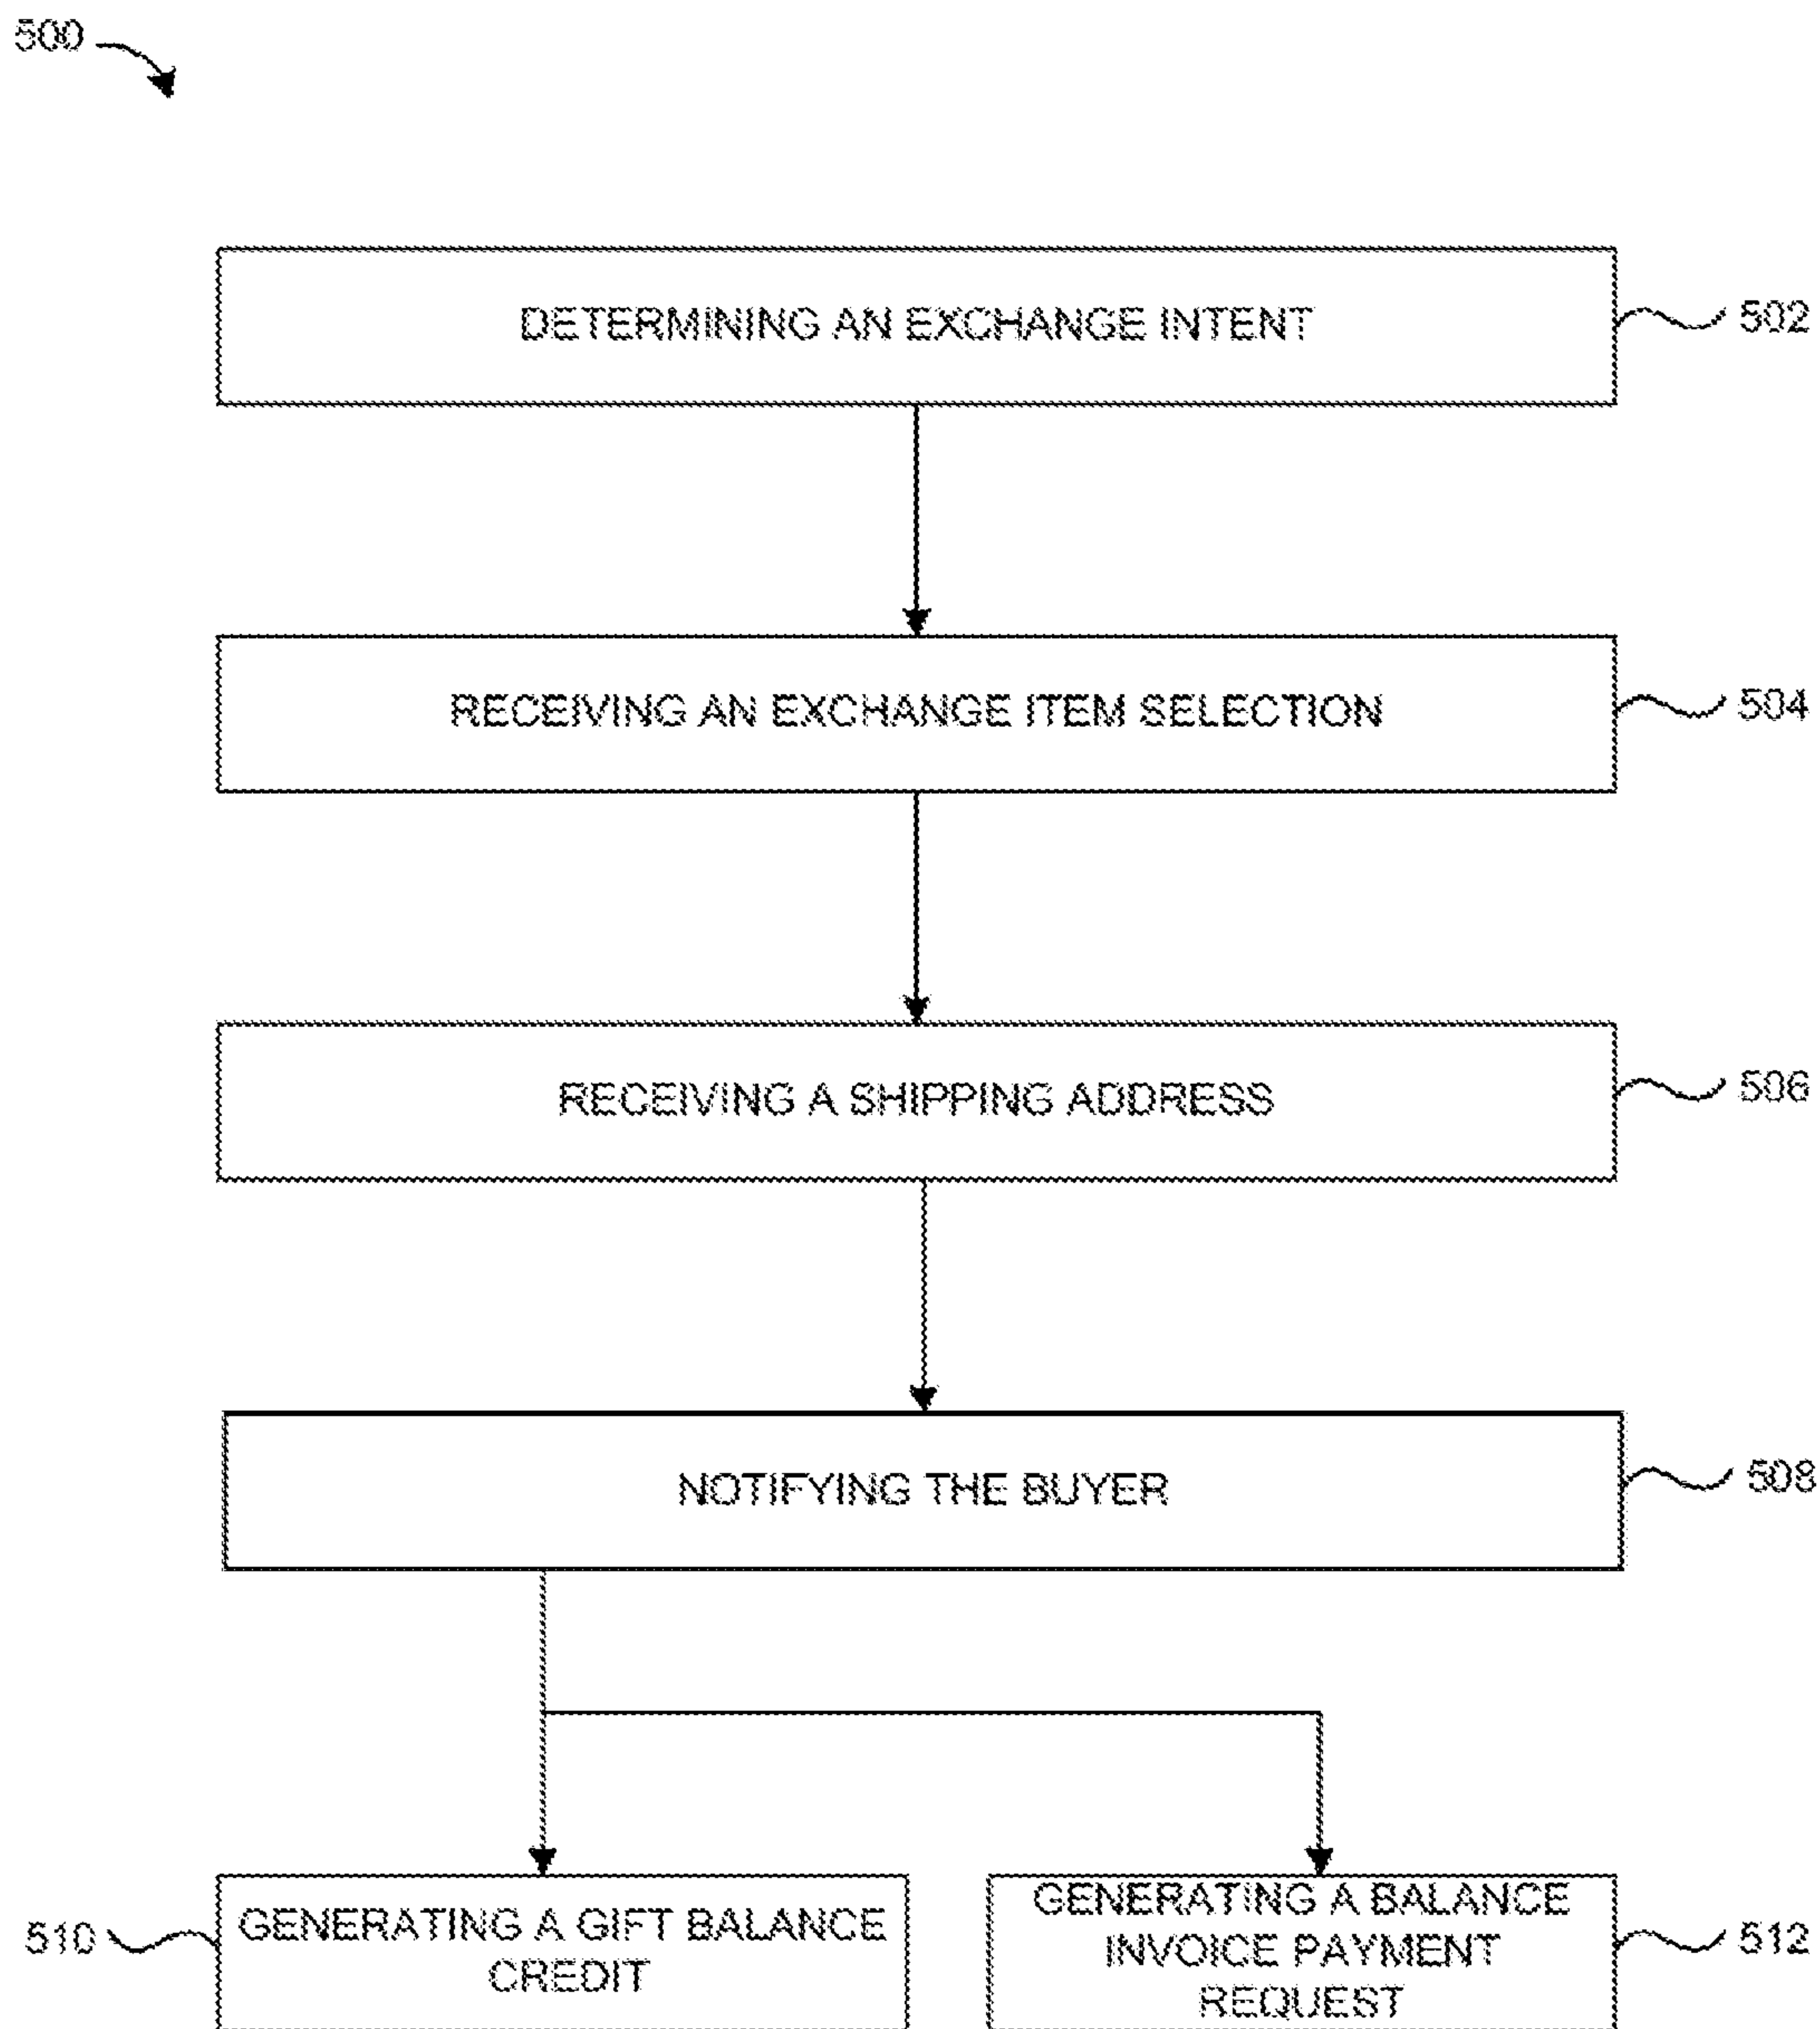 500
DETERMINING AN EXCHANGE INTENT
502
RECEIVING AN EXCHANGE ITEM SELECTION
504
RECEIVING A SHIPPING ADDRESS
506
NOTIFYING THE BUYER
508
510
GENERATING A GIFT BALANCE
CREDIT
GENERATING A BALANCE
INVOICE PAYMENT
REQUEST
512